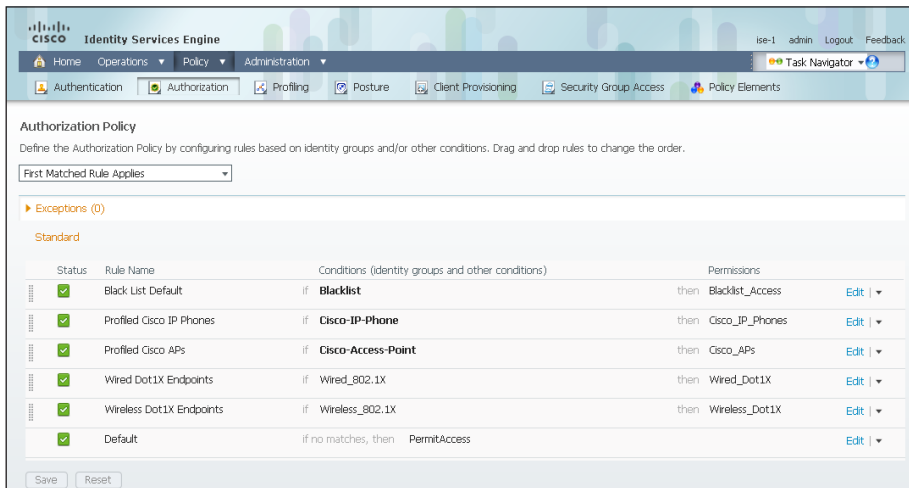 CISCO Identity Services Engine
ise-1 admin Logout Feedback
Home Operations Policy Administration
Task Navigator ?
Authentication Authorization Profiling Posture Client Provisioning Security Group Access Policy Elements
Authorization Policy
Define the Authorization Policy by configuring rules based on identity groups and/or other conditions. Drag and drop rules to change the order.
First Matched Rule Applies
Exceptions (0)
Standard
Status Rule Name Conditions (identity groups and other conditions) Permissions
Black List Default if Blacklist then Blacklist_Access Edit |
Profiled Cisco IP Phones if Cisco-IP-Phone then Cisco_IP_Phones Edit |
Profiled Cisco APs if Cisco-Access-Point then Cisco_APs Edit |
Wired Dot1X Endpoints if Wired_802.1X then Wired_Dot1X Edit |
Wireless Dot1X Endpoints if Wireless_802.1X then Wireless_Dot1X Edit |
Default if no matches, then PermitAccess Edit |
Save Reset